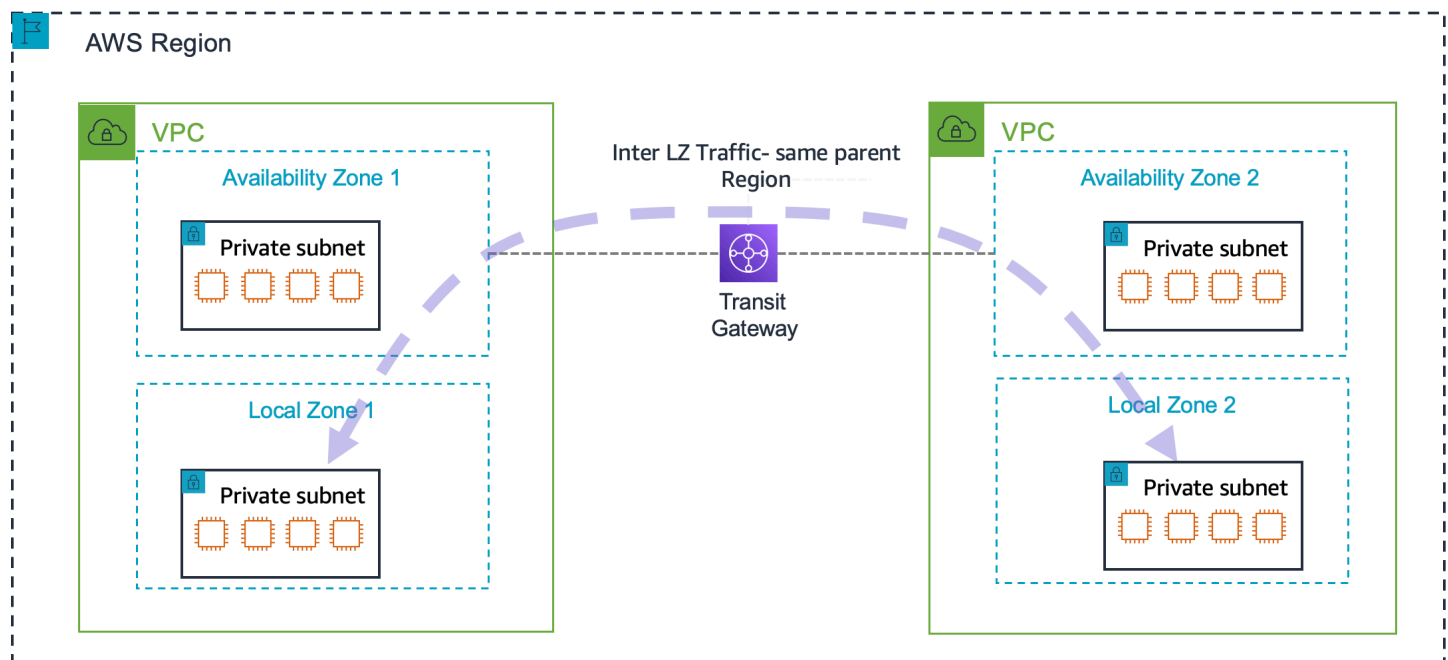 AWS Region
VPC
Availability Zone 1
Private subnet
Local Zone 1
Private subnet
Inter LZ Traffic- same parent
Region
Transit
Gateway
VPC
Availability Zone 2
Private subnet
Local Zone 2
Private subnet